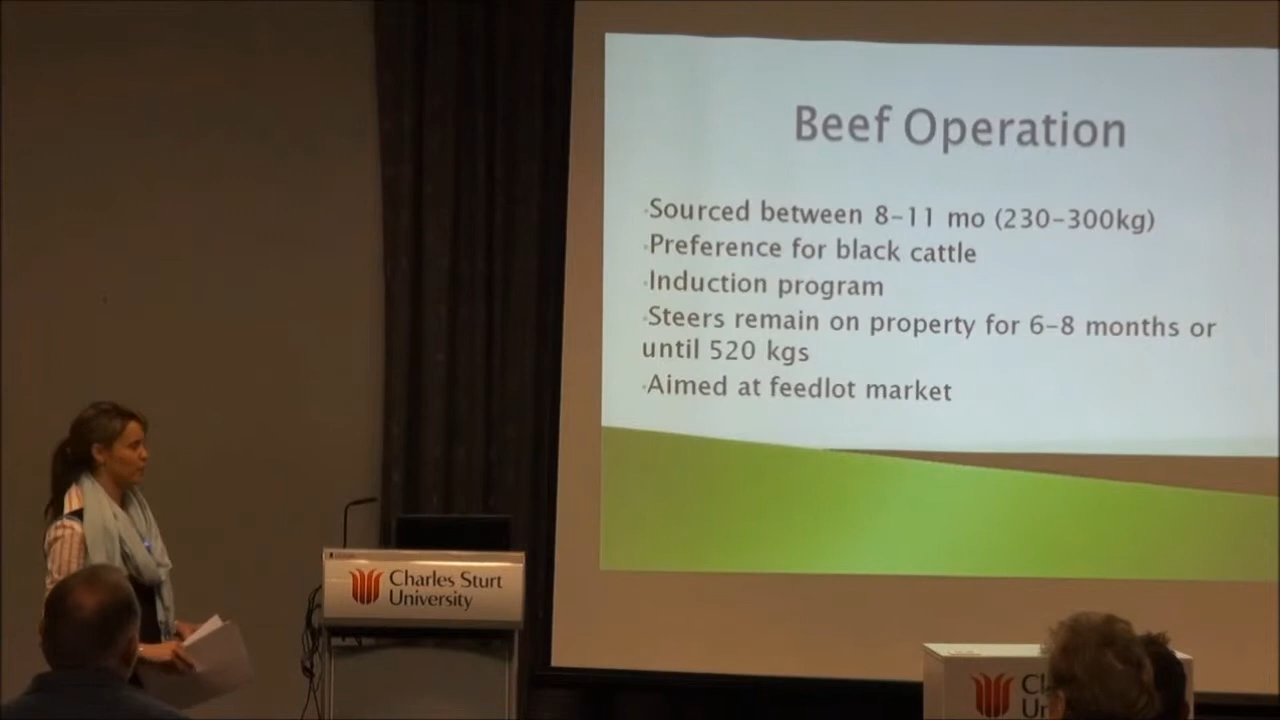 Beef Operation
Sourced between 8-11 mo (230-300kg)
Preference for black cattle
Induction program
Steers remain on property for 6-8 months or
until 520 kgs
Aimed at feedlot market
Charles Sturt
University